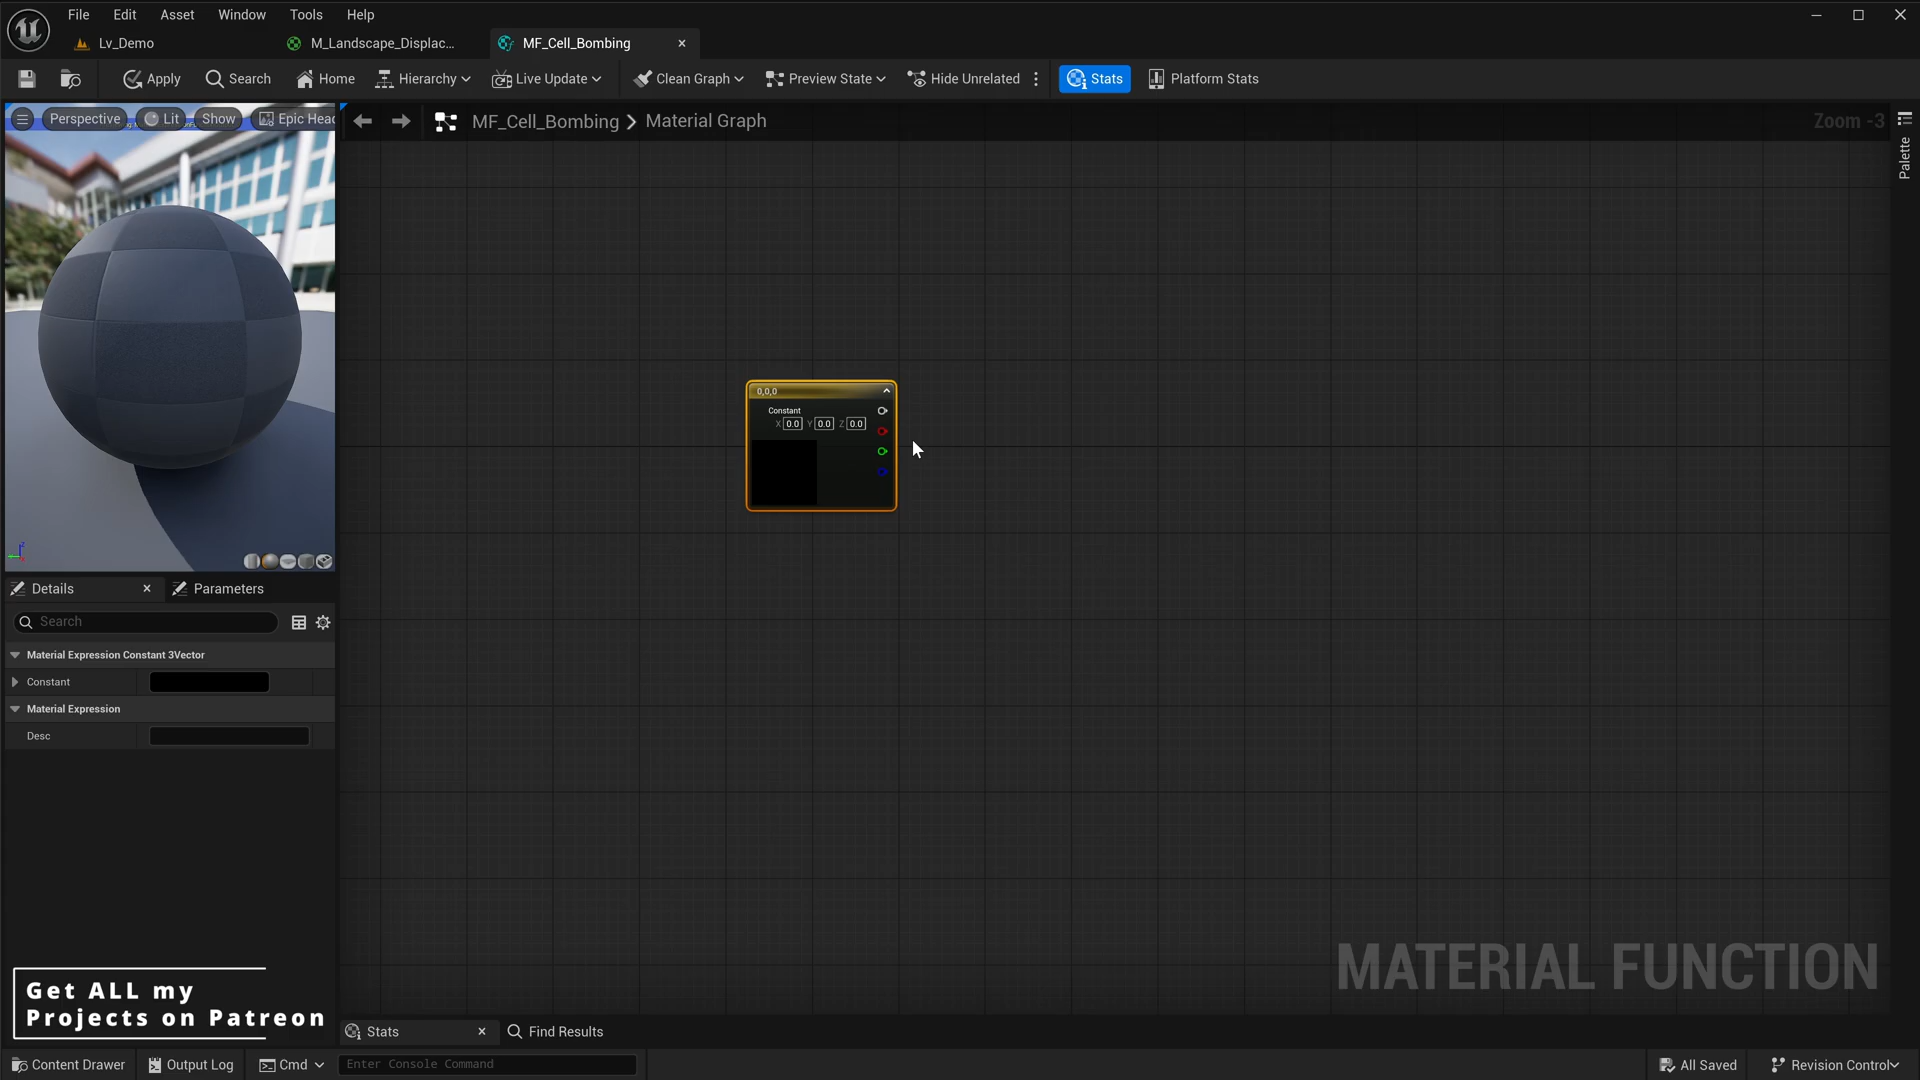 File Edit Asset Window Tools Help
Lv_Demo M_Landscape_Displac... MF_Cell_Bombing
Apply Search Home Hierarchy Live Update Clean Graph Preview State Hide Unrelated Stats Platform Stats
Perspective Lit Show Epic Head
MF_Cell_Bombing Material Graph Zoom -3
Palette
0,0,0
Constant
X 0.0 Y 0.0 Z 0.0
Details Parameters
Search
Material Expression Constant 3Vector
Constant
Material Expression
Desc
MATERIAL FUNCTION
Get ALL my
Projects on Patreon
Stats Find Results
Content Drawer Output Log Cmd Enter Console Command All Saved Revision Control